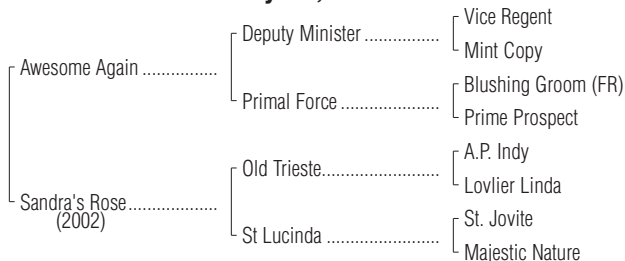 Vice Regent
Deputy Minister ................
Mint Copy
Awesome Again ................
Blushing Groom (FR)
Primal Force .....................
Prime Prospect
A.P. Indy
Old Trieste.........................
Lovlier Linda
Sandra's Rose...................
(2002)
St. Jovite
St Lucinda ........................
Majestic Nature